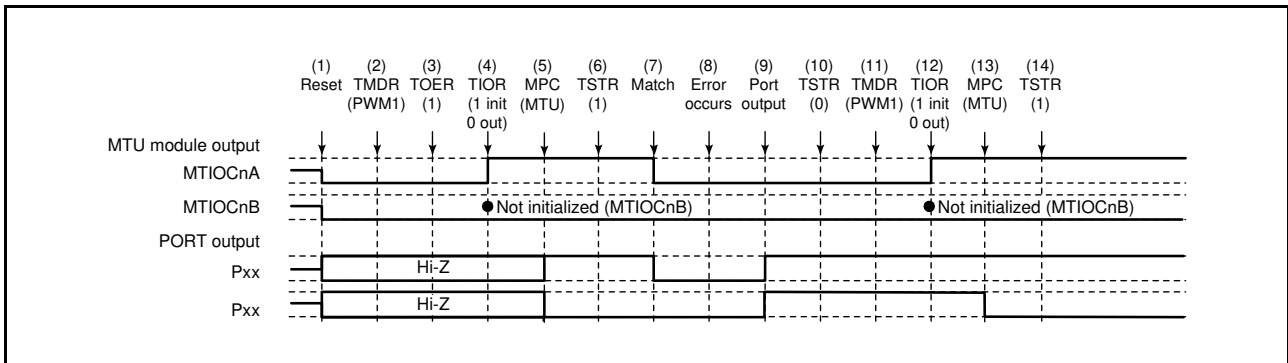 (1) (2) (3) (4) (5) (6) (7) (8) (9) (10) (11) (12) (13) (14)
Reset TMDR TOER TIOR MPC TSTR Match Error Port TSTR TMDR TIOR MPC TSTR
(PWM1) (1) (1 init (MTU) (1) occurs output (0) (PWM1) (1 init (MTU) (1)
0 out) 0 out)
MTU module output
MTIOCnA
MTIOCnB Not initialized (MTIOCnB) Not initialized (MTIOCnB)
PORT output
Pxx Hi-Z
Pxx Hi-Z